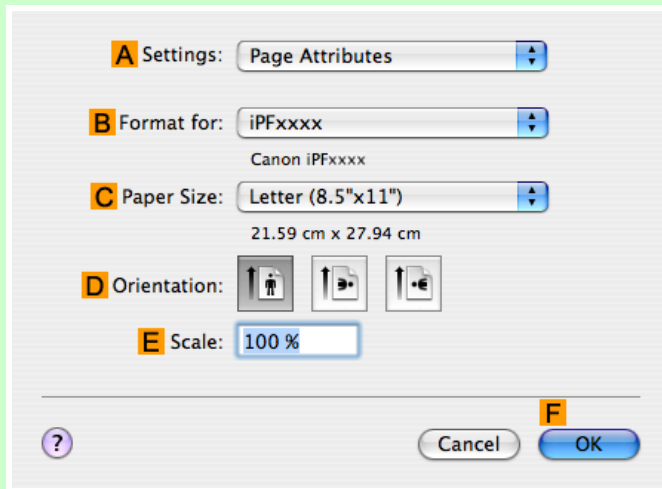 A Settings: Page Attributes
B Format for: iPFxxxx
Canon iPFxxxx
C Paper Size: Letter (8.5"x11")
21.59 cm x 27.94 cm
D Orientation:
E Scale: 100 %
F
? Cancel OK